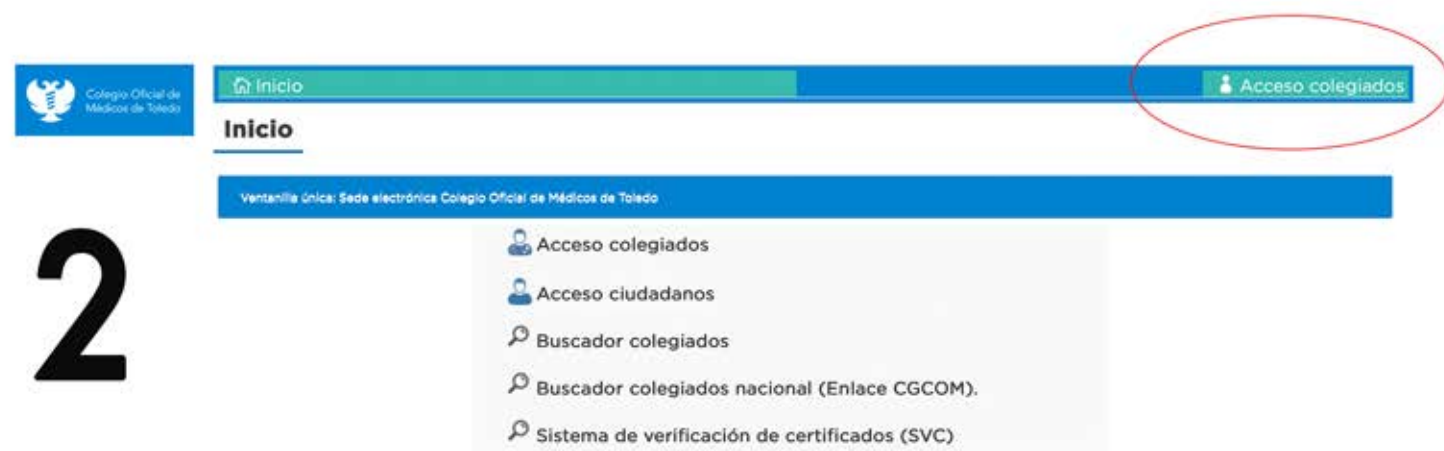 Colegio Oficial de
Médicos de Toledo
Inicio
Acceso colegiados
Inicio
Ventanilla única: Sede electrónica Colegio Oficial de Médicos de Toledo
2
Acceso colegiados
Acceso ciudadanos
Buscador colegiados
Buscador colegiados nacional (Enlace CGCOM).
Sistema de verificación de certificados (SVC)